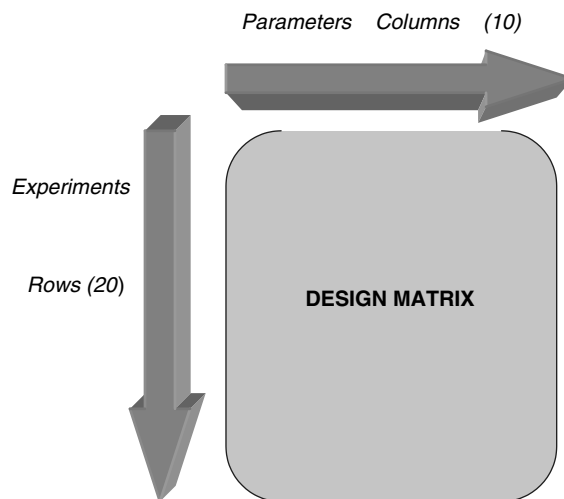 Parameters Columns (10)
Experiments
Rows (20)
DESIGN MATRIX